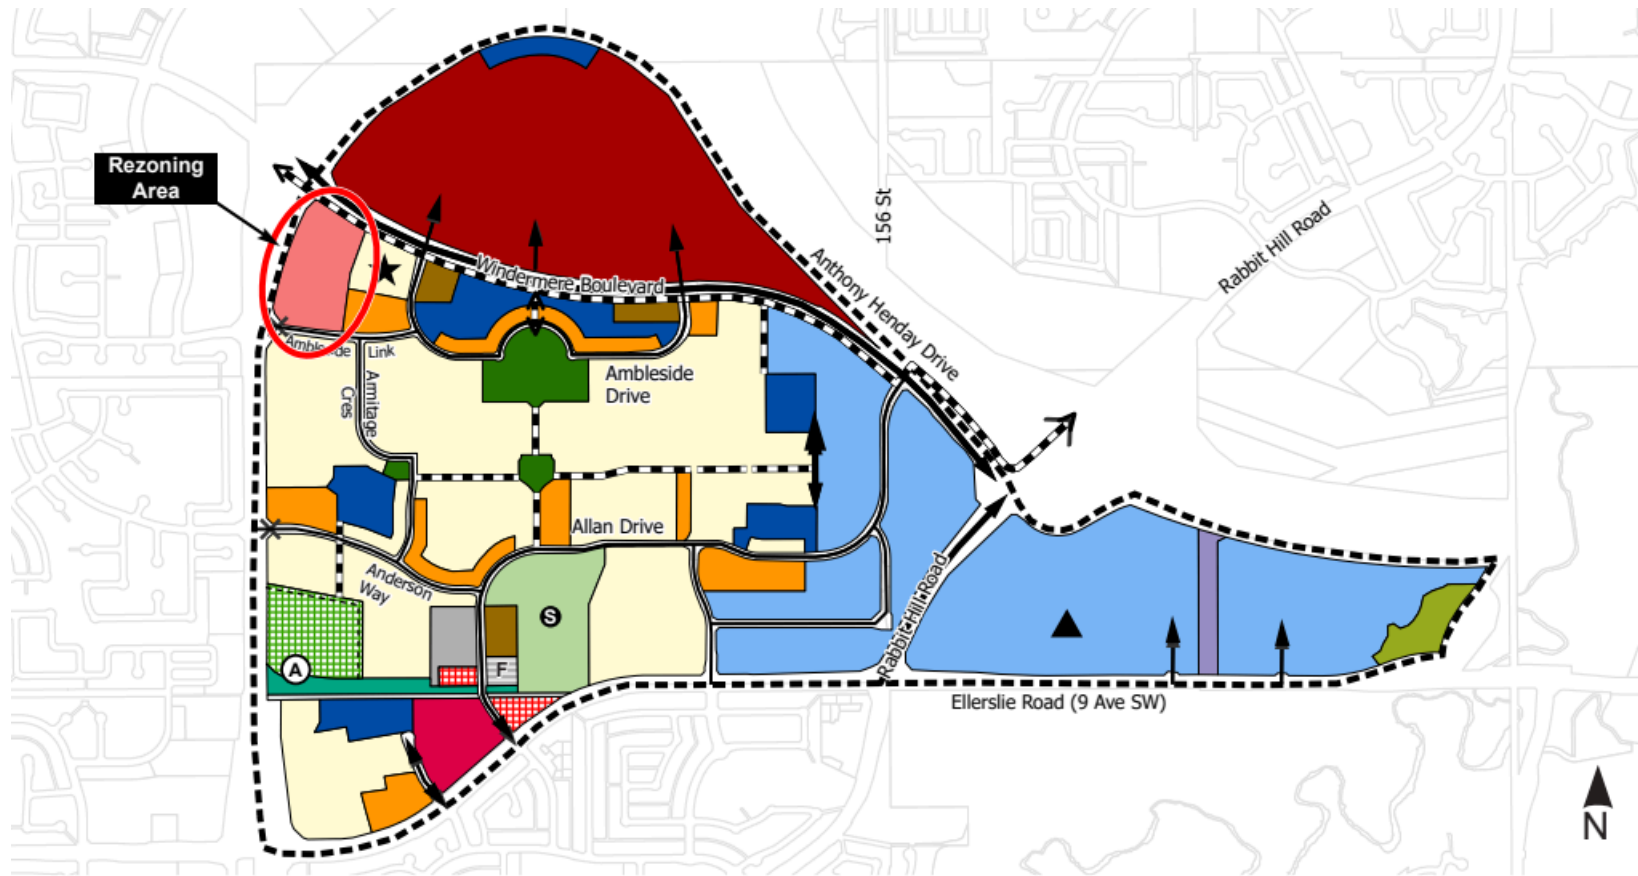 Rezoning
Area
156 St
Rabbit Hill Road
Anthony Henday Drive
Windermere Boulevard
Ambleside
Link
Armitage
Cres
Ambleside
Drive
Allan Drive
Anderson
Way
S
A
F
Rabbit Hill Road
Ellerslie Road (9 Ave SW)
N